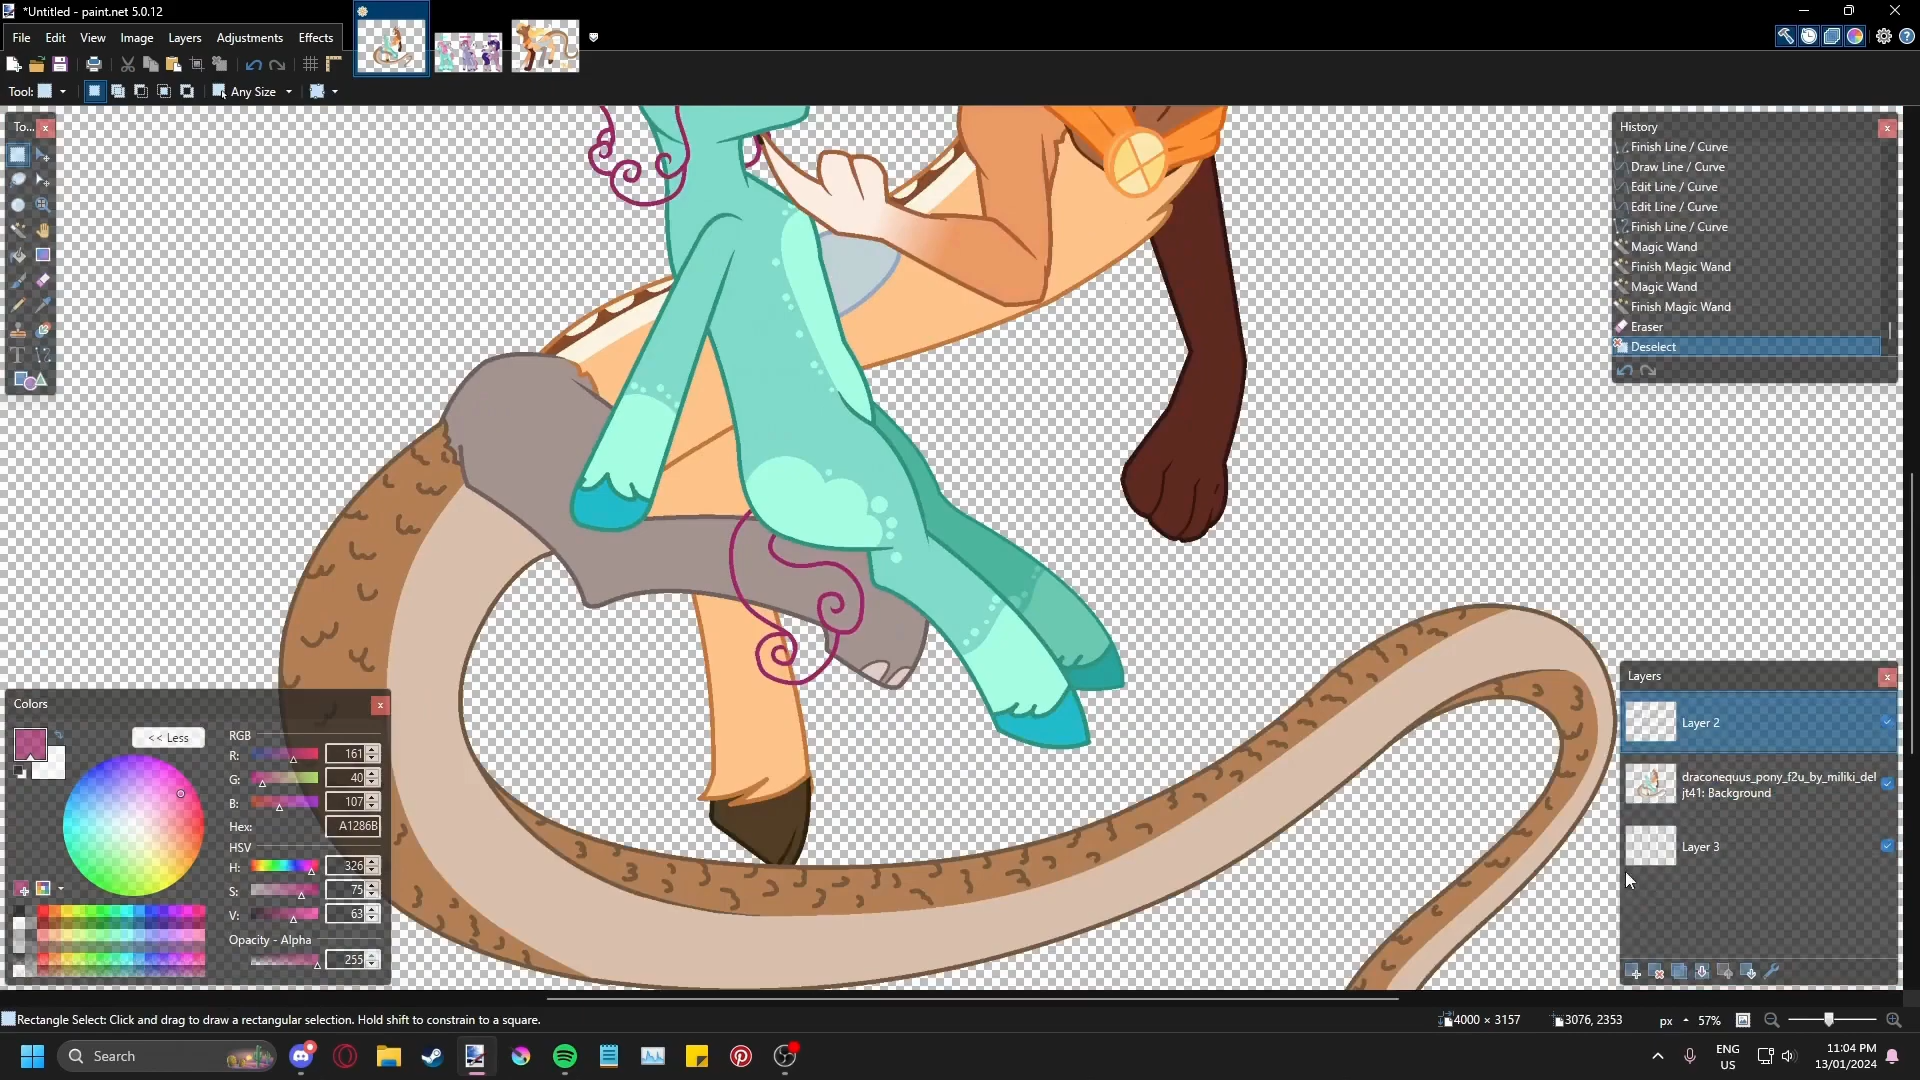 *Untitled - paint.net 5.0.12
File Edit View Image Layers Adjustments Effects
Tool: Any Size
To...
History
Finish Line / Curve
Draw Line / Curve
Edit Line / Curve
Edit Line / Curve
Finish Line / Curve
Magic Wand
Finish Magic Wand
Magic Wand
Finish Magic Wand
Eraser
Deselect
Layers
Layer 2
draconequus_pony_f2u_by_miliki_del
jt41: Background
Layer 3
Colors
<< Less
RGB
R: 161
G: 40
B: 107
Hex: A1286B
HSV
H: 326
S: 75
V: 63
Opacity - Alpha
255
Rectangle Select: Click and drag to draw a rectangular selection. Hold shift to constrain to a square.
4000 × 3157 3076, 2353 px 57%
Search
ENG
US
11:04 PM
13/01/2024